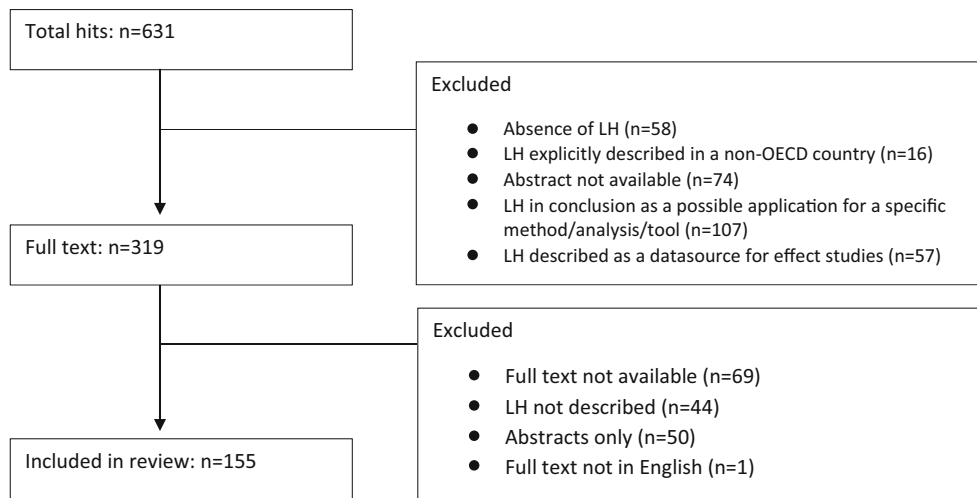 Total hits: n=631
Excluded
● Absence of LH (n=58)
● LH explicitly described in a non-OECD country (n=16)
● Abstract not available (n=74)
● LH in conclusion as a possible application for a specific
method/analysis/tool
(n=107)
● LH described as a datasource for effect studies (n=57)
Full text: n=319
Excluded
● Full text not available (n=69)
● LH not described (n=44)
● Abstracts only (n=50)
● Full text not in English (n=1)
Included in review: n=155